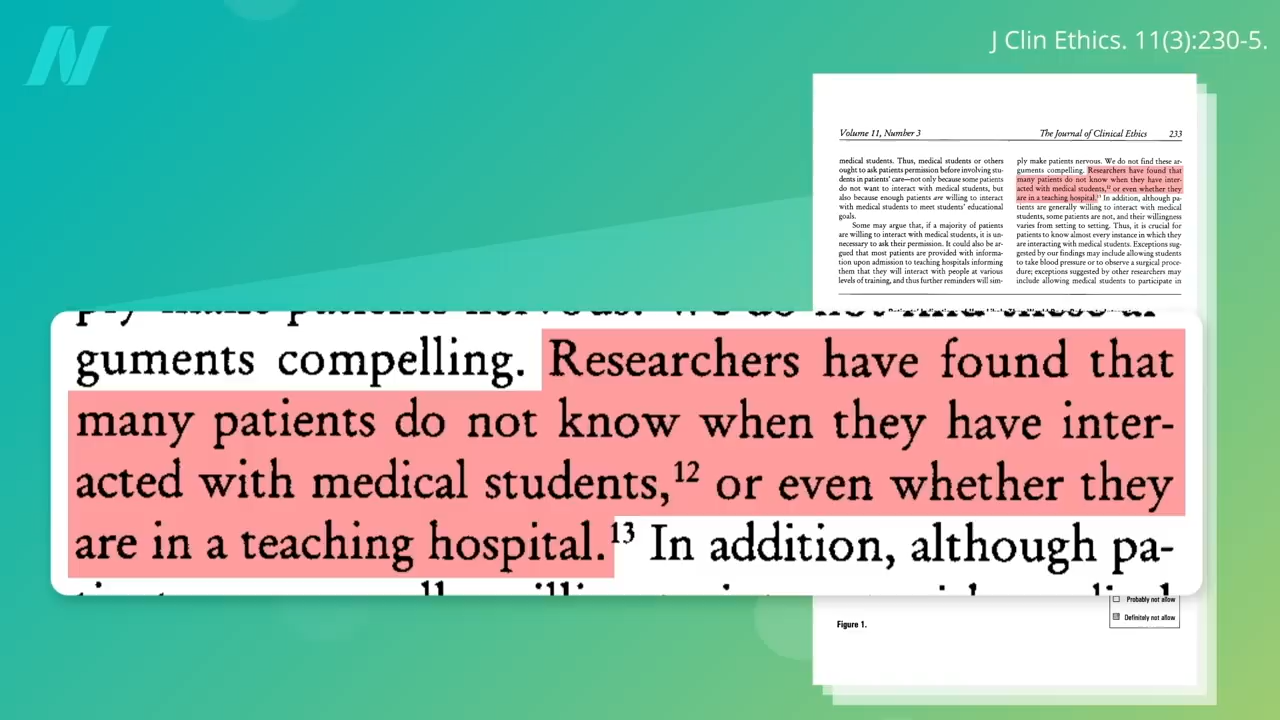 J Clin Ethics. 11(3):230-5.
Volume 11, Number 3
The Journal of Clinical Ethics 233
medical students. Thus, medical students or others
ought to ask patients permission before involving stu-
dents in patients' care—not only because some patients
do not want to interact with medical students, but
also because enough patients are willing to interact
with medical students to meet students' educational
goals.
Some may argue that, if a majority of patients
are willing to interact with medical students, it is un-
necessary to ask their permission. It could also be ar-
gued that most patients are provided with informa-
tion upon admission to teaching hospitals informing
them that they will interact with people at various
levels of training, and thus further reminders will sim-
ply make patients nervous. We do not find these ar-
guments compelling. Researchers have found that
many patients do not know when they have inter-
acted with medical students,¹² or even whether they
are in a teaching hospital.¹³ In addition, although pa-
tients are generally willing to interact with medical
students, some patients are not, and their willingness
varies from setting to setting. Thus, it is crucial for
patients to know almost every instance in which they
are interacting with medical students. Exceptions sug-
gested by our findings may include allowing students
to take blood pressure or to observe a surgical proce-
dure; exceptions suggested by other researchers may
include allowing medical students to participate in
ply make patients nervous. We do not find these ar-
guments compelling. Researchers have found that
many patients do not know when they have inter-
acted with medical students,¹² or even whether they
are in a teaching hospital.¹³ In addition, although pa-
Probably not allow
Definitely not allow
Figure 1.